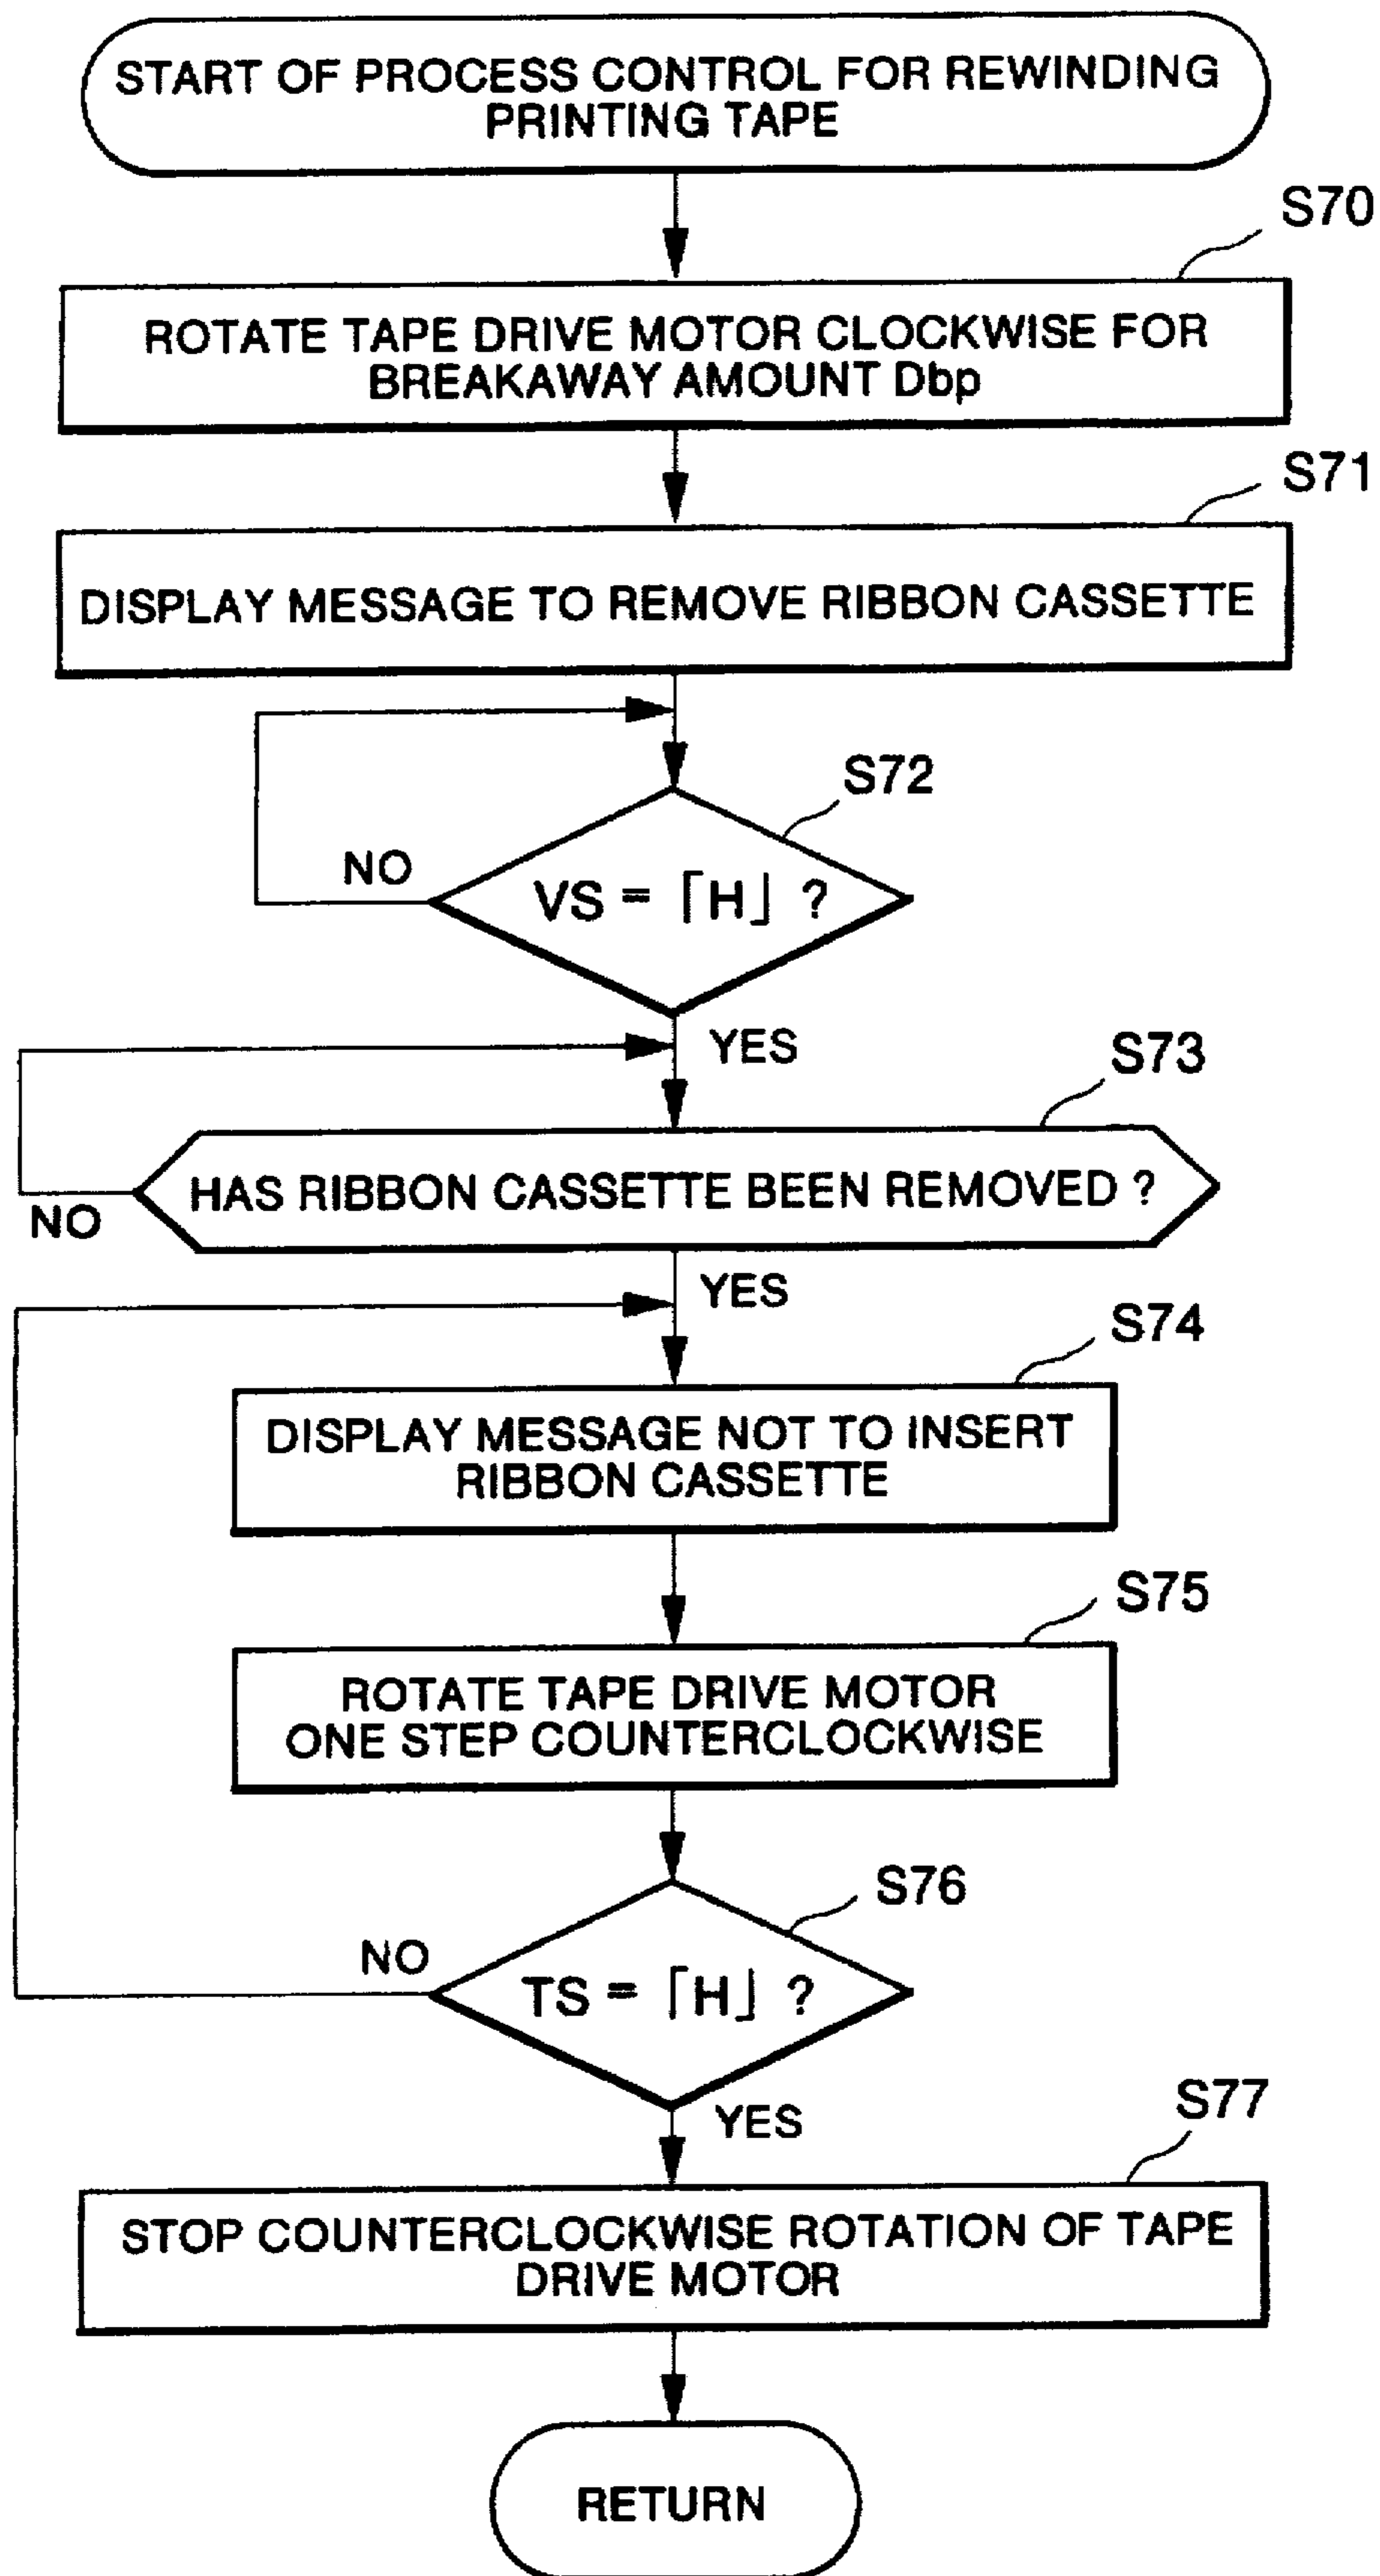 START OF PROCESS CONTROL FOR REWINDING
PRINTING TAPE
S70
ROTATE TAPE DRIVE MOTOR CLOCKWISE FOR
BREAKAWAY AMOUNT Dbp
S71
DISPLAY MESSAGE TO REMOVE RIBBON CASSETTE
S72
NO
VS = ⌈H⌋ ?
YES
S73
HAS RIBBON CASSETTE BEEN REMOVED ?
NO
YES
S74
DISPLAY MESSAGE NOT TO INSERT
RIBBON CASSETTE
S75
ROTATE TAPE DRIVE MOTOR
ONE STEP COUNTERCLOCKWISE
S76
NO
TS = ⌈H⌋ ?
YES
S77
STOP COUNTERCLOCKWISE ROTATION OF TAPE
DRIVE MOTOR
RETURN